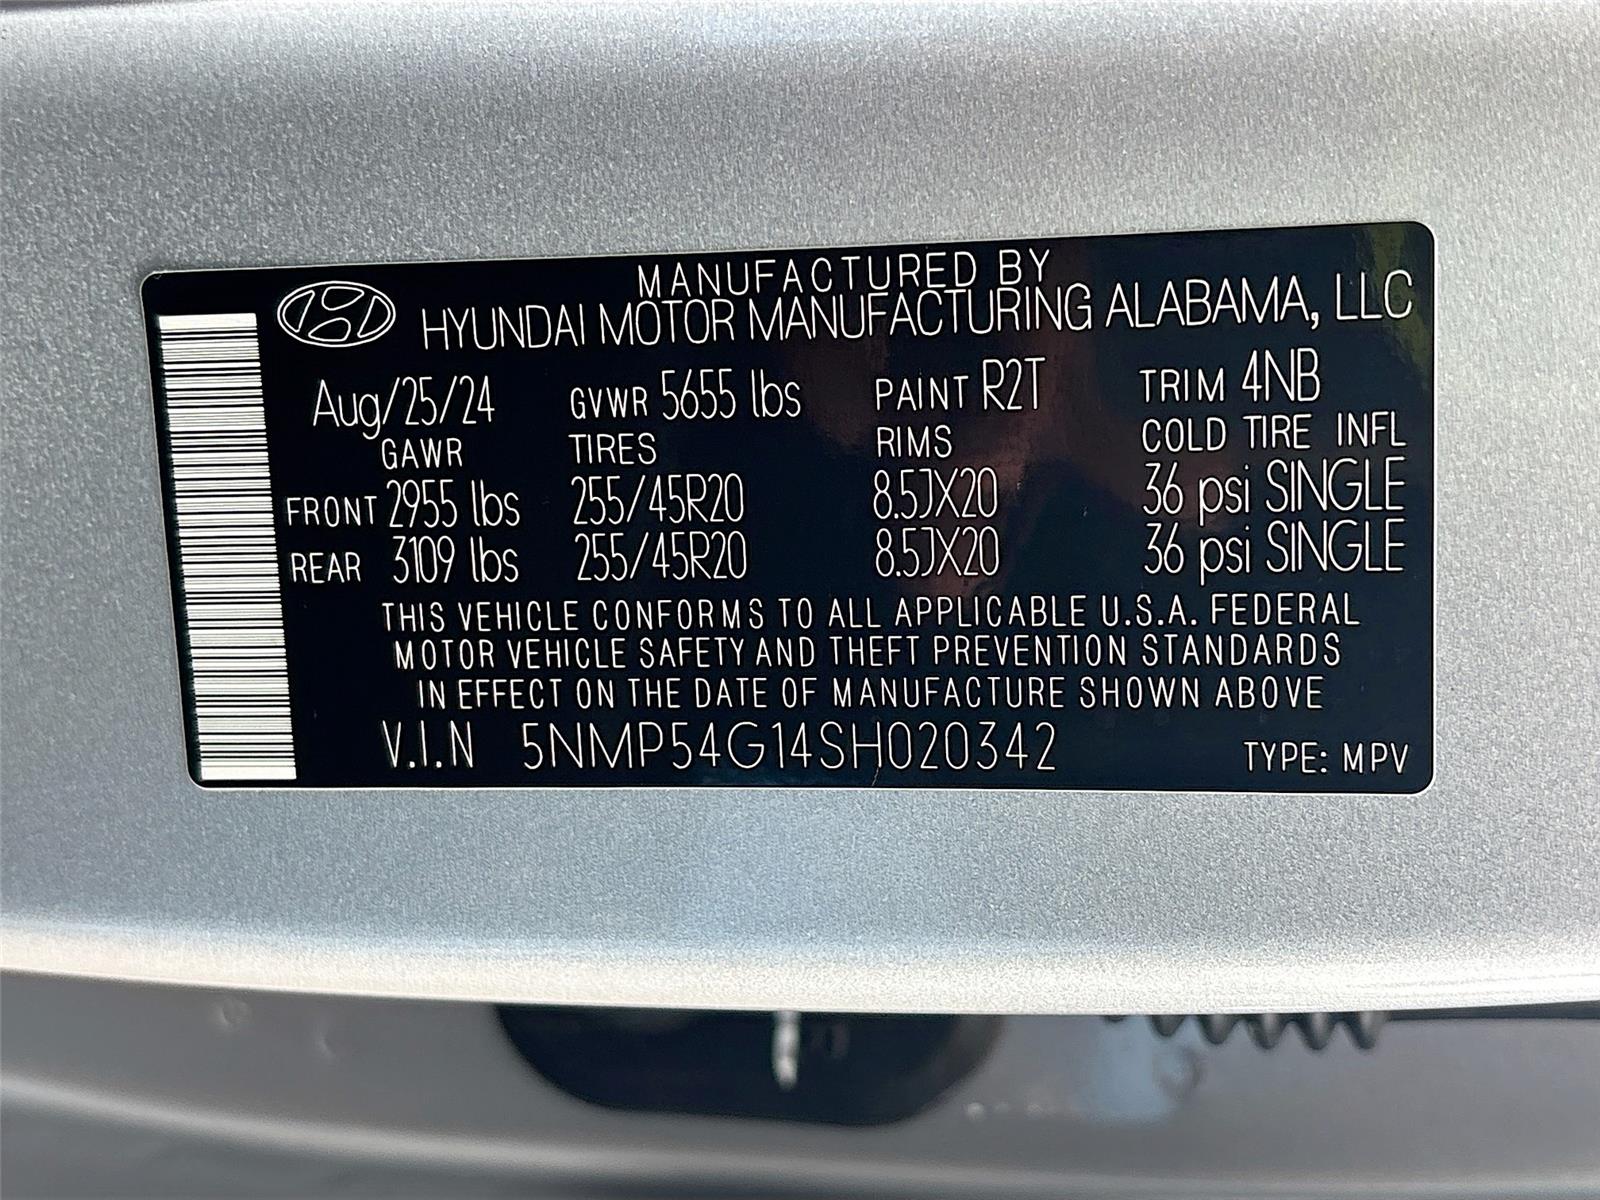 MANUFACTURED BY
HYUNDAI MOTOR MANUFACTURING ALABAMA, LLC
Aug/25/24 GVWR 5655 lbs PAINT R2T TRIM 4NB
GAWR TIRES RIMS COLD TIRE INFL
FRONT 2955 lbs 255/45R20 8.5JX20 36 psi SINGLE
REAR 3109 lbs 255/45R20 8.5JX20 36 psi SINGLE
THIS VEHICLE CONFORMS TO ALL APPLICABLE U.S.A. FEDERAL
MOTOR VEHICLE SAFETY AND THEFT PREVENTION STANDARDS
IN EFFECT ON THE DATE OF MANUFACTURE SHOWN ABOVE
V.I.N 5NMP54G14SH020342 TYPE: MPV